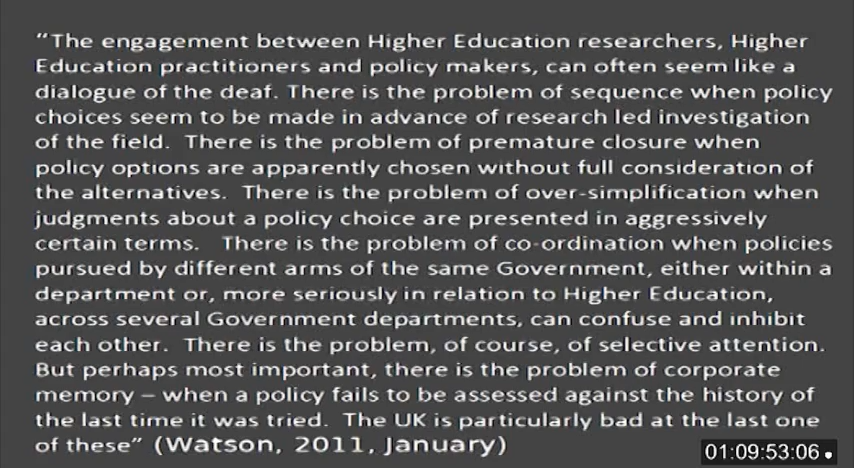 “The engagement between Higher Education researchers, Higher
Education practitioners and policy makers, can often seem like a
dialogue of the deaf. There is the problem of sequence when policy
choices seem to be made in advance of research led investigation
of the field.  There is the problem of premature closure when
policy options are apparently chosen without full consideration of
the alternatives.  There is the problem of over-simplification when
judgments about a policy choice are presented in aggressively
certain terms.   There is the problem of co-ordination when policies
pursued by different arms of the same Government, either within a
department or, more seriously in relation to Higher Education,
across several Government departments, can confuse and inhibit
each other.  There is the problem, of course, of selective attention.
But perhaps most important, there is the problem of corporate
memory – when a policy fails to be assessed against the history of
the last time it was tried.  The UK is particularly bad at the last one
of these” (Watson, 2011, January)
01:09:53:06